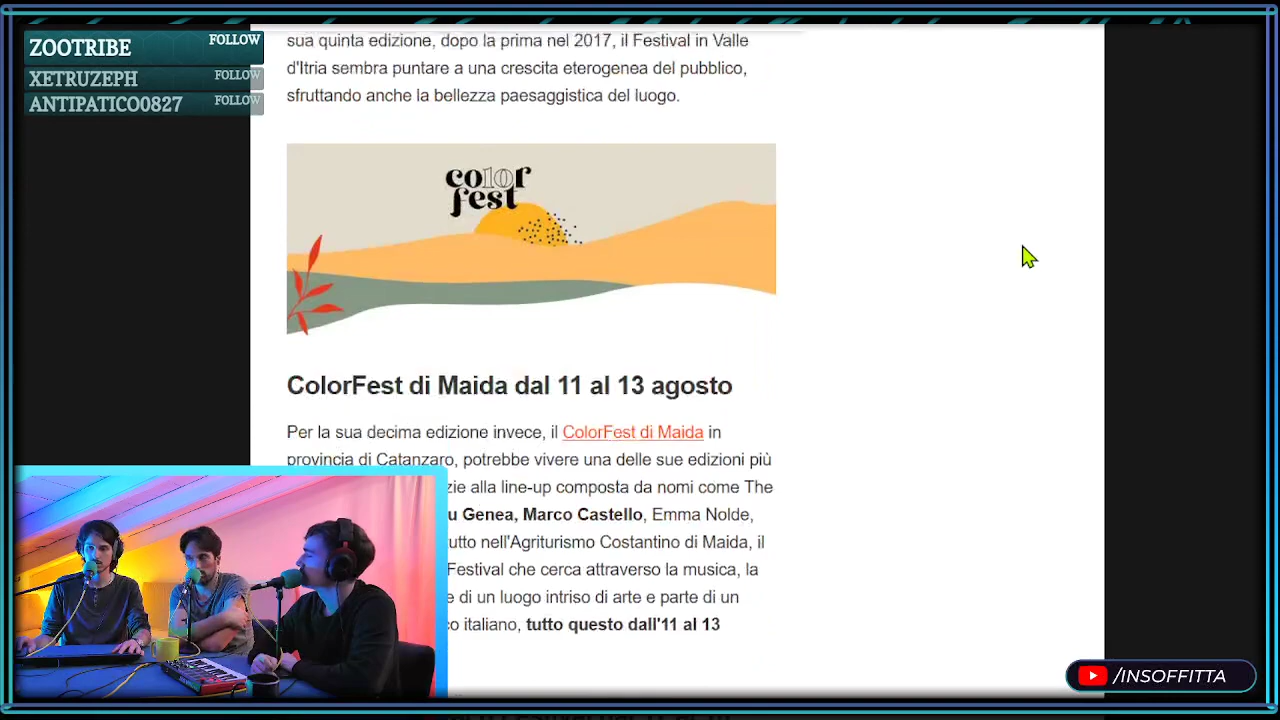 ZOOTRIBE FOLLOW
XETRUZEPH FOLLOW
ANTIPATICO0827 FOLLOW
sua quinta edizione, dopo la prima nel 2017, il Festival in Valle
d'Itria sembra puntare a una crescita eterogenea del pubblico,
sfruttando anche la bellezza paesaggistica del luogo.
co10r
fest
ColorFest di Maida dal 11 al 13 agosto
Per la sua decima edizione invece, il ColorFest di Maida in
provincia di Catanzaro, potrebbe vivere una delle sue edizioni più
alla line-up composta da nomi come The
Genea, Marco Castello, Emma Nolde,
nell'Agriturismo Costantino di Maida, il
Festival che cerca attraverso la musica, la
di un luogo intriso di arte e parte di un
italiano, tutto questo dall'11 al 13
/INSOFFITTA